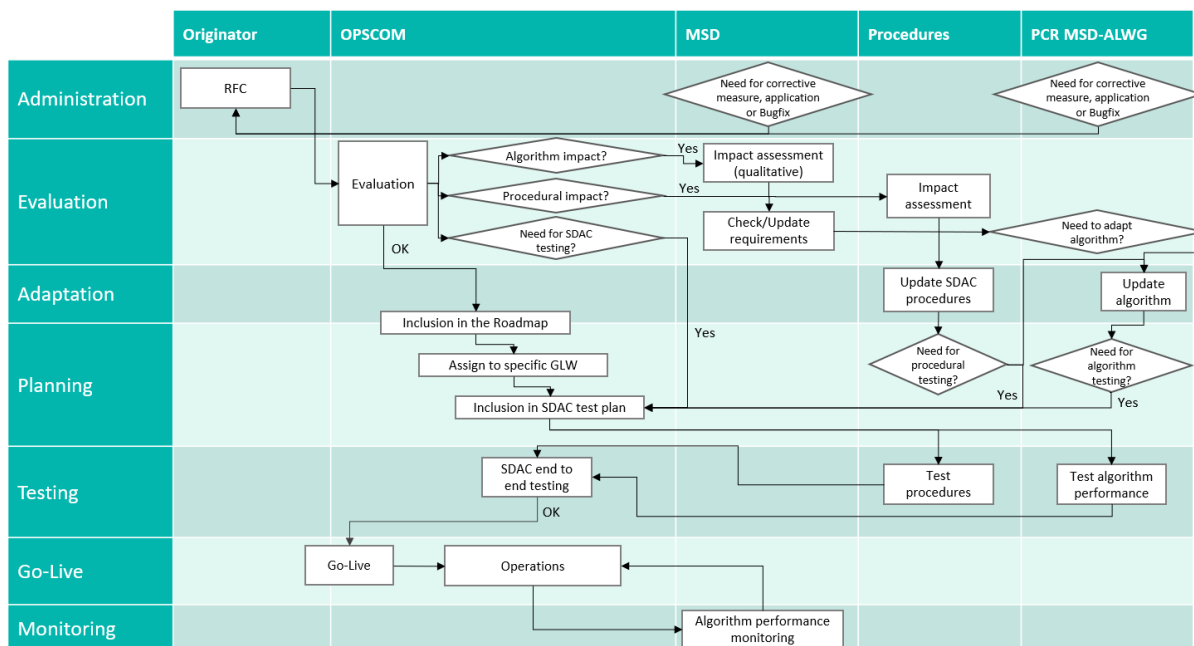 Originator
OPSCOM
MSD
Procedures
PCR MSD-ALWG
Administration
RFC
Need for corrective
measure, application
or Bugfix
Need for corrective
measure, application
or Bugfix
Evaluation
Evaluation
Algorithm impact?
Yes
Impact assessment
(qualitative)
Procedural impact?
Yes
Impact
assessment
Need for SDAC
testing?
Check/Update
requirements
Need to adapt
algorithm?
OK
Adaptation
Update SDAC
procedures
Update
algorithm
Inclusion in the Roadmap
Yes
Planning
Assign to specific GLW
Need for
procedural
testing?
Need for
algorithm
testing?
Inclusion in SDAC test plan
Yes
Yes
Testing
SDAC end to
end testing
Test
procedures
Test algorithm
performance
OK
Go-Live
Go-Live
Operations
Monitoring
Algorithm performance
monitoring